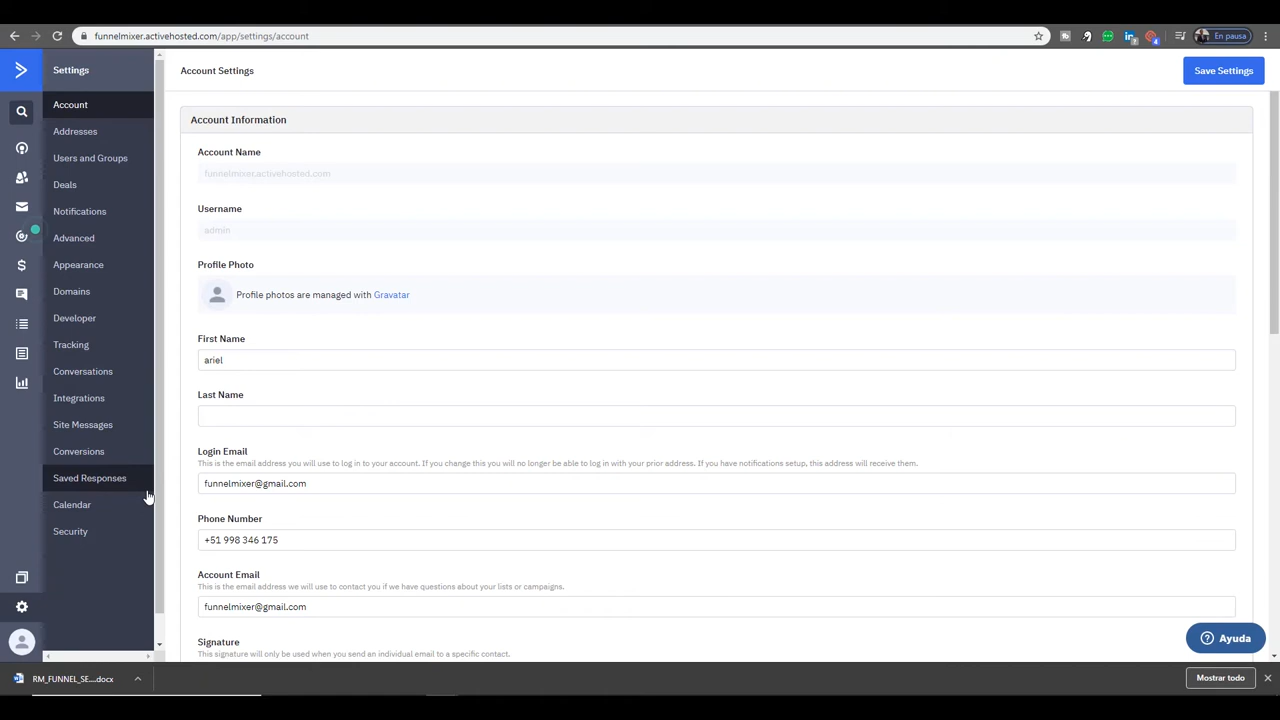 funnelmixer.activehosted.com/app/settings/account
En pausa
Settings
Account
Addresses
Users and Groups
Deals
Notifications
Advanced
Appearance
Domains
Developer
Tracking
Conversations
Integrations
Site Messages
Conversions
Saved Responses
Calendar
Security
Account Settings
Save Settings
Account Information
Account Name
funnelmixer.activehosted.com
Username
admin
Profile Photo
Profile photos are managed with Gravatar
First Name
ariel
Last Name
Login Email
This is the email address you will use to log in to your account. If you change this you will no longer be able to log in with your prior address. If you have notifications setup, this address will receive them.
funnelmixer@gmail.com
Phone Number
+51 998 346 175
Account Email
This is the email address we will use to contact you if we have questions about your lists or campaigns.
funnelmixer@gmail.com
Signature
This signature will only be used when you send an individual email to a specific contact.
Ayuda
RM_FUNNEL_SE....docx
Mostrar todo